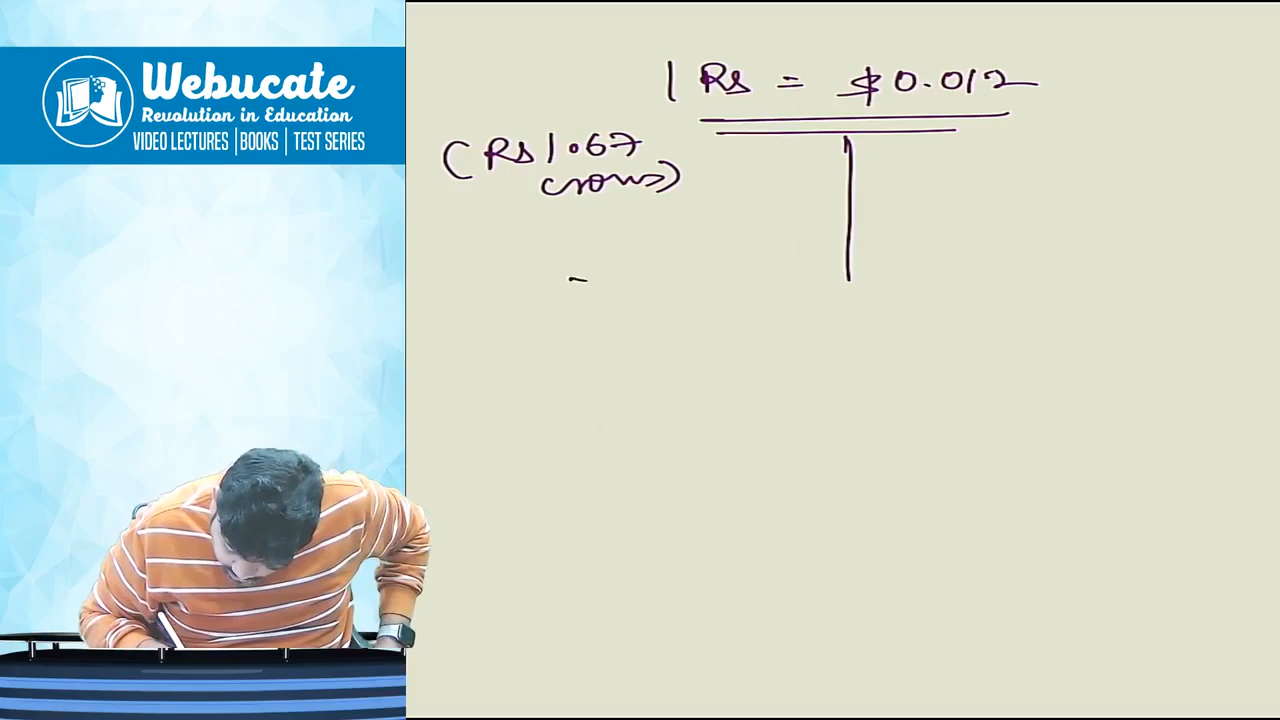 Webucate
Revolution in Education
VIDEO LECTURES | BOOKS | TEST SERIES
1 Rs = $0.012
(Rs 1.67
crores)